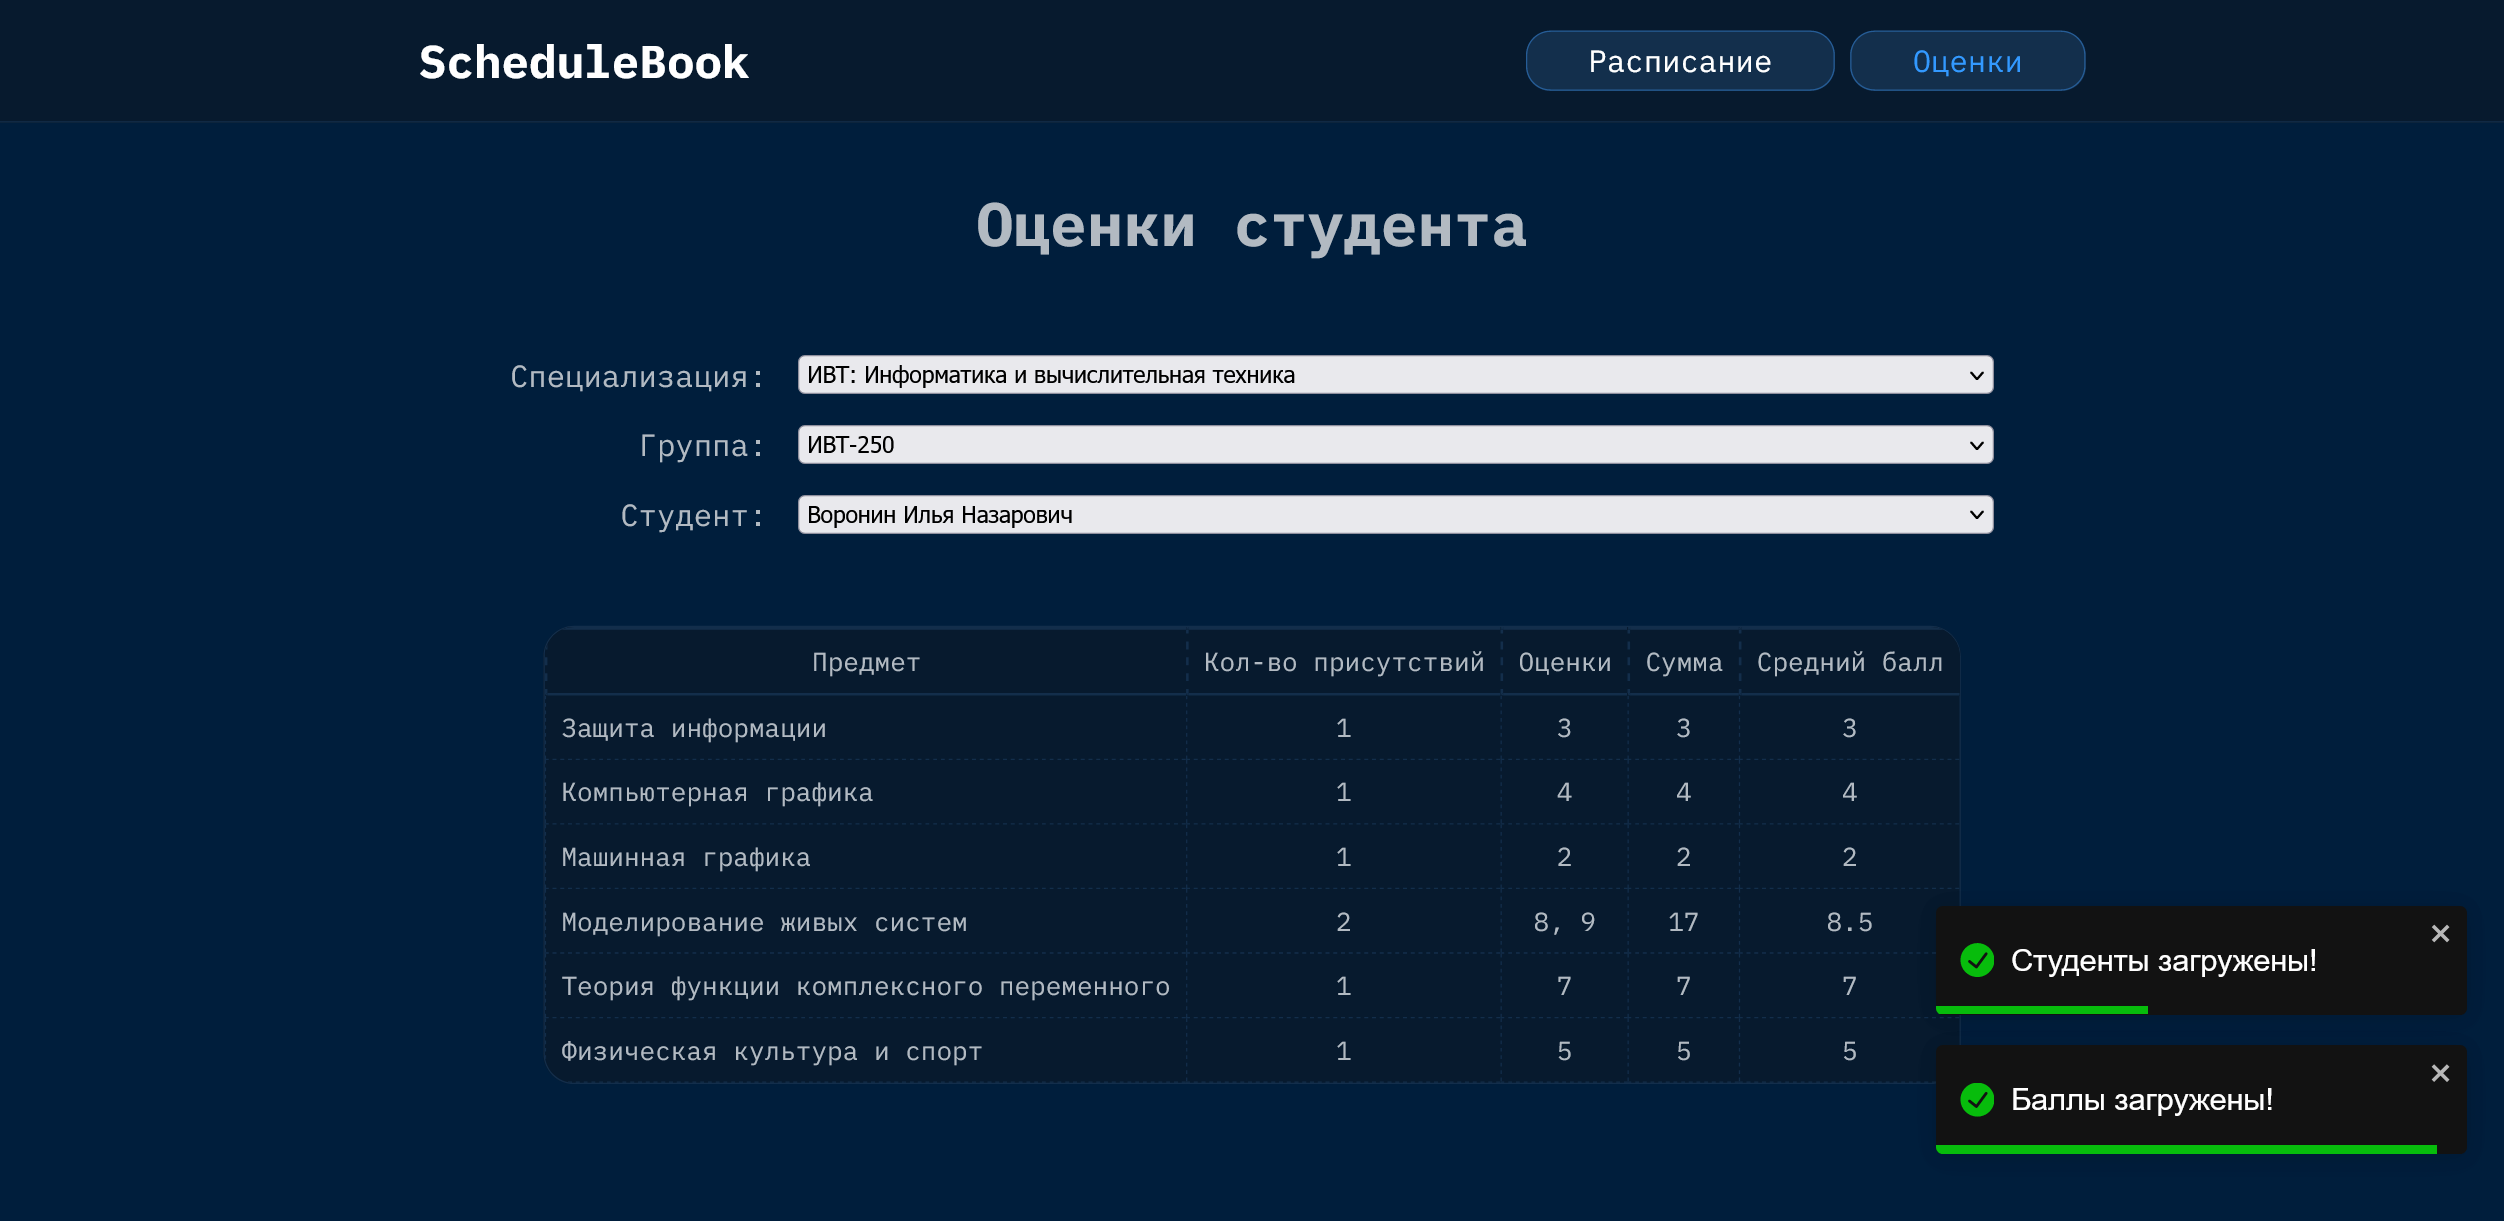 ScheduleBook Расписание Оценки
Оценки студента
Специализация: ИВТ: Информатика и вычислительная техника
Группа: ИВТ-250
Студент: Воронин Илья Назарович
Предмет Кол-во присутствий Оценки Сумма Средний балл
Защита информации 1 3 3 3
Компьютерная графика 1 4 4 4
Машинная графика 1 2 2 2
Моделирование живых систем 2 8, 9 17 8.5
Теория функции комплексного переменного 1 7 7 7
Физическая культура и спорт 1 5 5 5
Студенты загружены!
Баллы загружены!